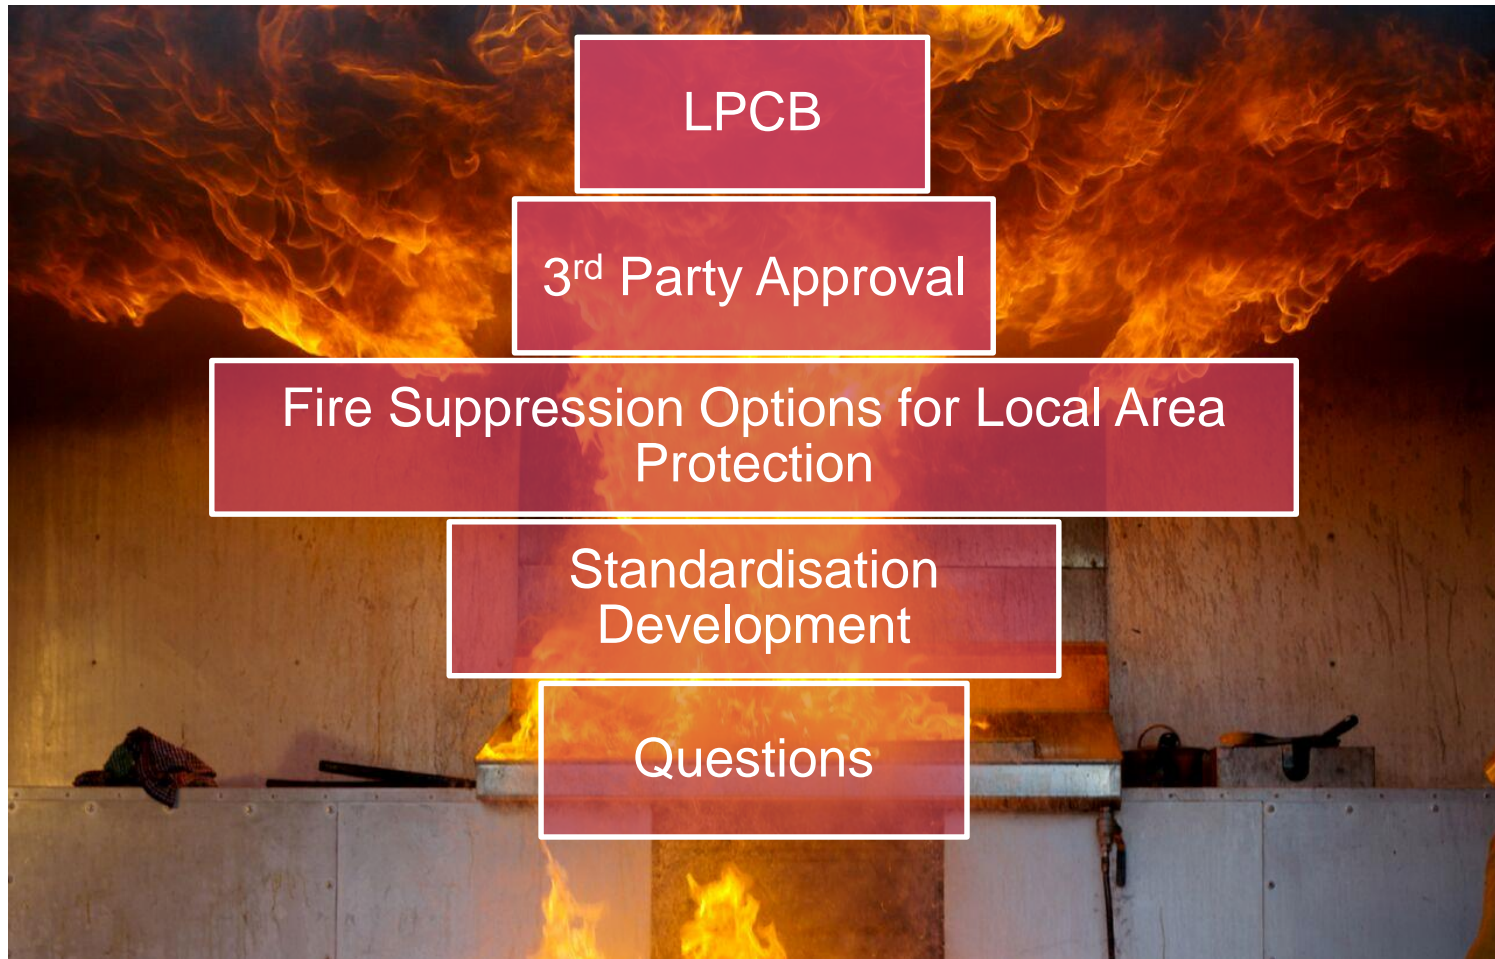 LPCB
3rd Party Approval
Fire Suppression Options for Local Area
Protection
Standardisation
Development
Questions